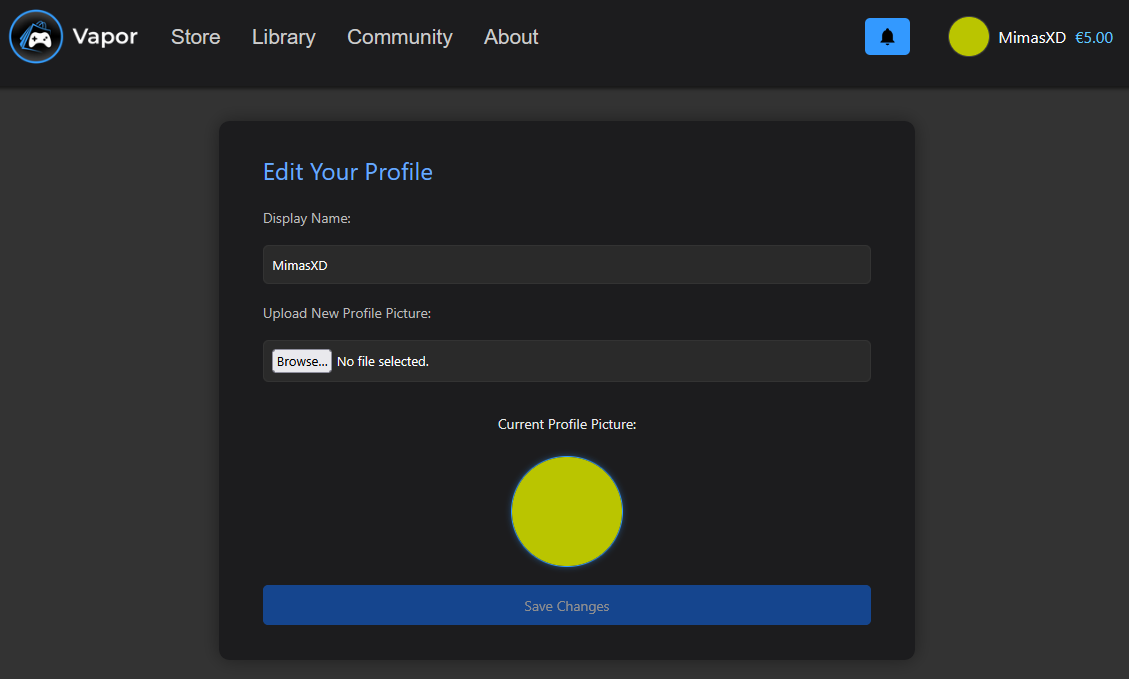 Vapor Store Library Community About MimasXD €5.00
Edit Your Profile
Display Name:
MimasXD
Upload New Profile Picture:
Browse... No file selected.
Current Profile Picture:
Save Changes